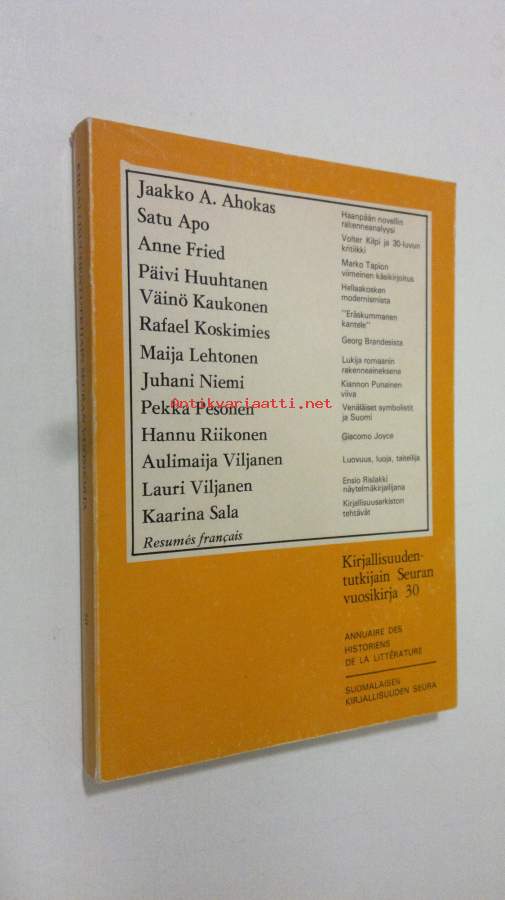 Jaakko A. Ahokas
Satu Apo
Anne Fried
Päivi Huuhtanen
Väinö Kaukonen
Rafael Koskimies
Maija Lehtonen
Juhani Niemi
Pekka Pesonen
Hannu Riikonen
Aulimaija Viljanen
Lauri Viljanen
Kaarina Sala
Resumés français
Haanpään novellin
rakenneanalyysi
Volter Kilpi ja 30-luvun
kritiikki
Marko Tapion
viimeinen käsikirjoitus
Hellaakosken
modernismista
"Eräskummanen
kantele"
Georg Brandesista
Lukija romaanin
rakenneaineksena
Kiannon Punainen
viiva
Venäläiset symbolistit
ja Suomi
Giacomo Joyce
Luovuus, luoja, taiteilija
Ensio Rislakki
näytelmäkirjailijana
Kirjallisuusarkiston
tehtävät
Antikvariaatti.net
Kirjallisuuden-
tutkijain Seuran
vuosikirja 30
ANNUAIRE DES
HISTORIENS
DE LA LITTÉRATURE
SUOMALAISEN
KIRJALLISUUDEN SEURA
30